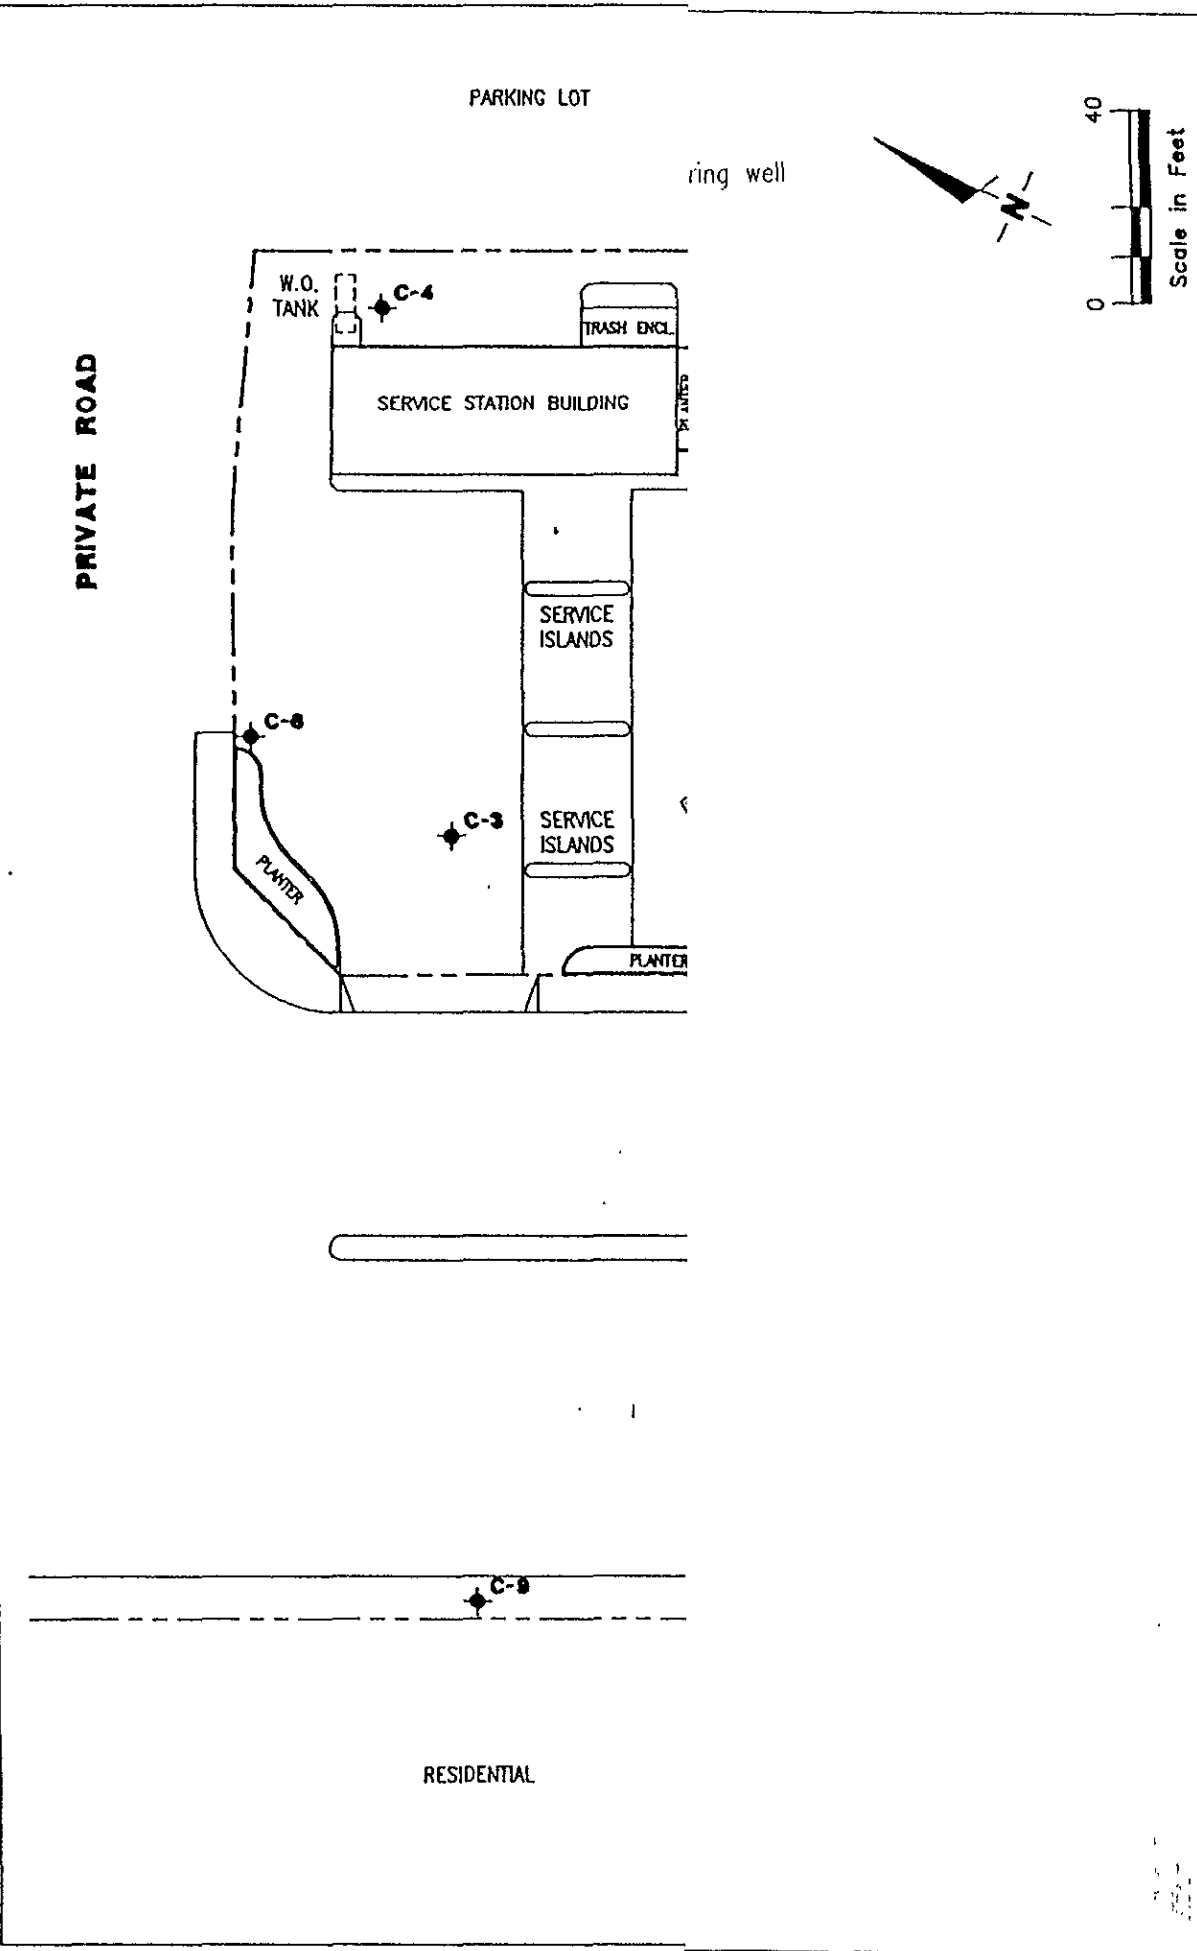 PARKING LOT
ring well
N
40
0
Scale in Feet
W.O.
TANK
C-4
TRASH ENCL.
SERVICE STATION BUILDING
PRIVATE ROAD
SERVICE
ISLANDS
C-6
C-3
SERVICE
ISLANDS
PLANTER
PLANTER
C-9
RESIDENTIAL